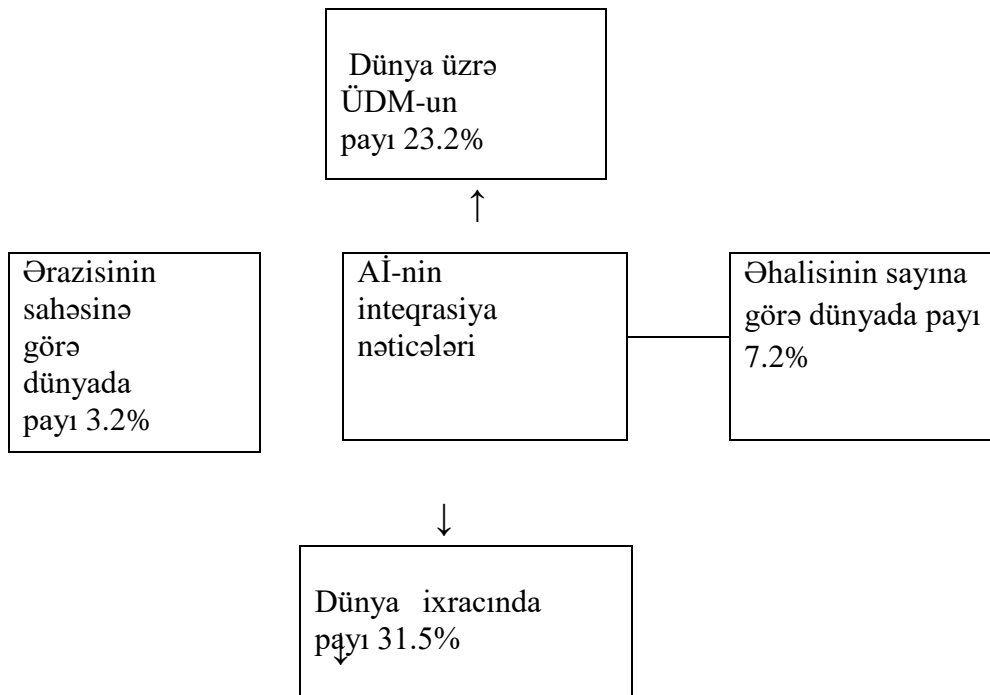 Dünya üzrə
ÜDM-un
payı 23.2%
↑
Ərazisinin
sahəsinə
görə
dünyada
payı 3.2%
Aİ-nin
inteqrasiya
nəticələri
Əhalisinin sayına
görə dünyada payı
7.2%
↓
Dünya ixracında
payı 31.5%
↓